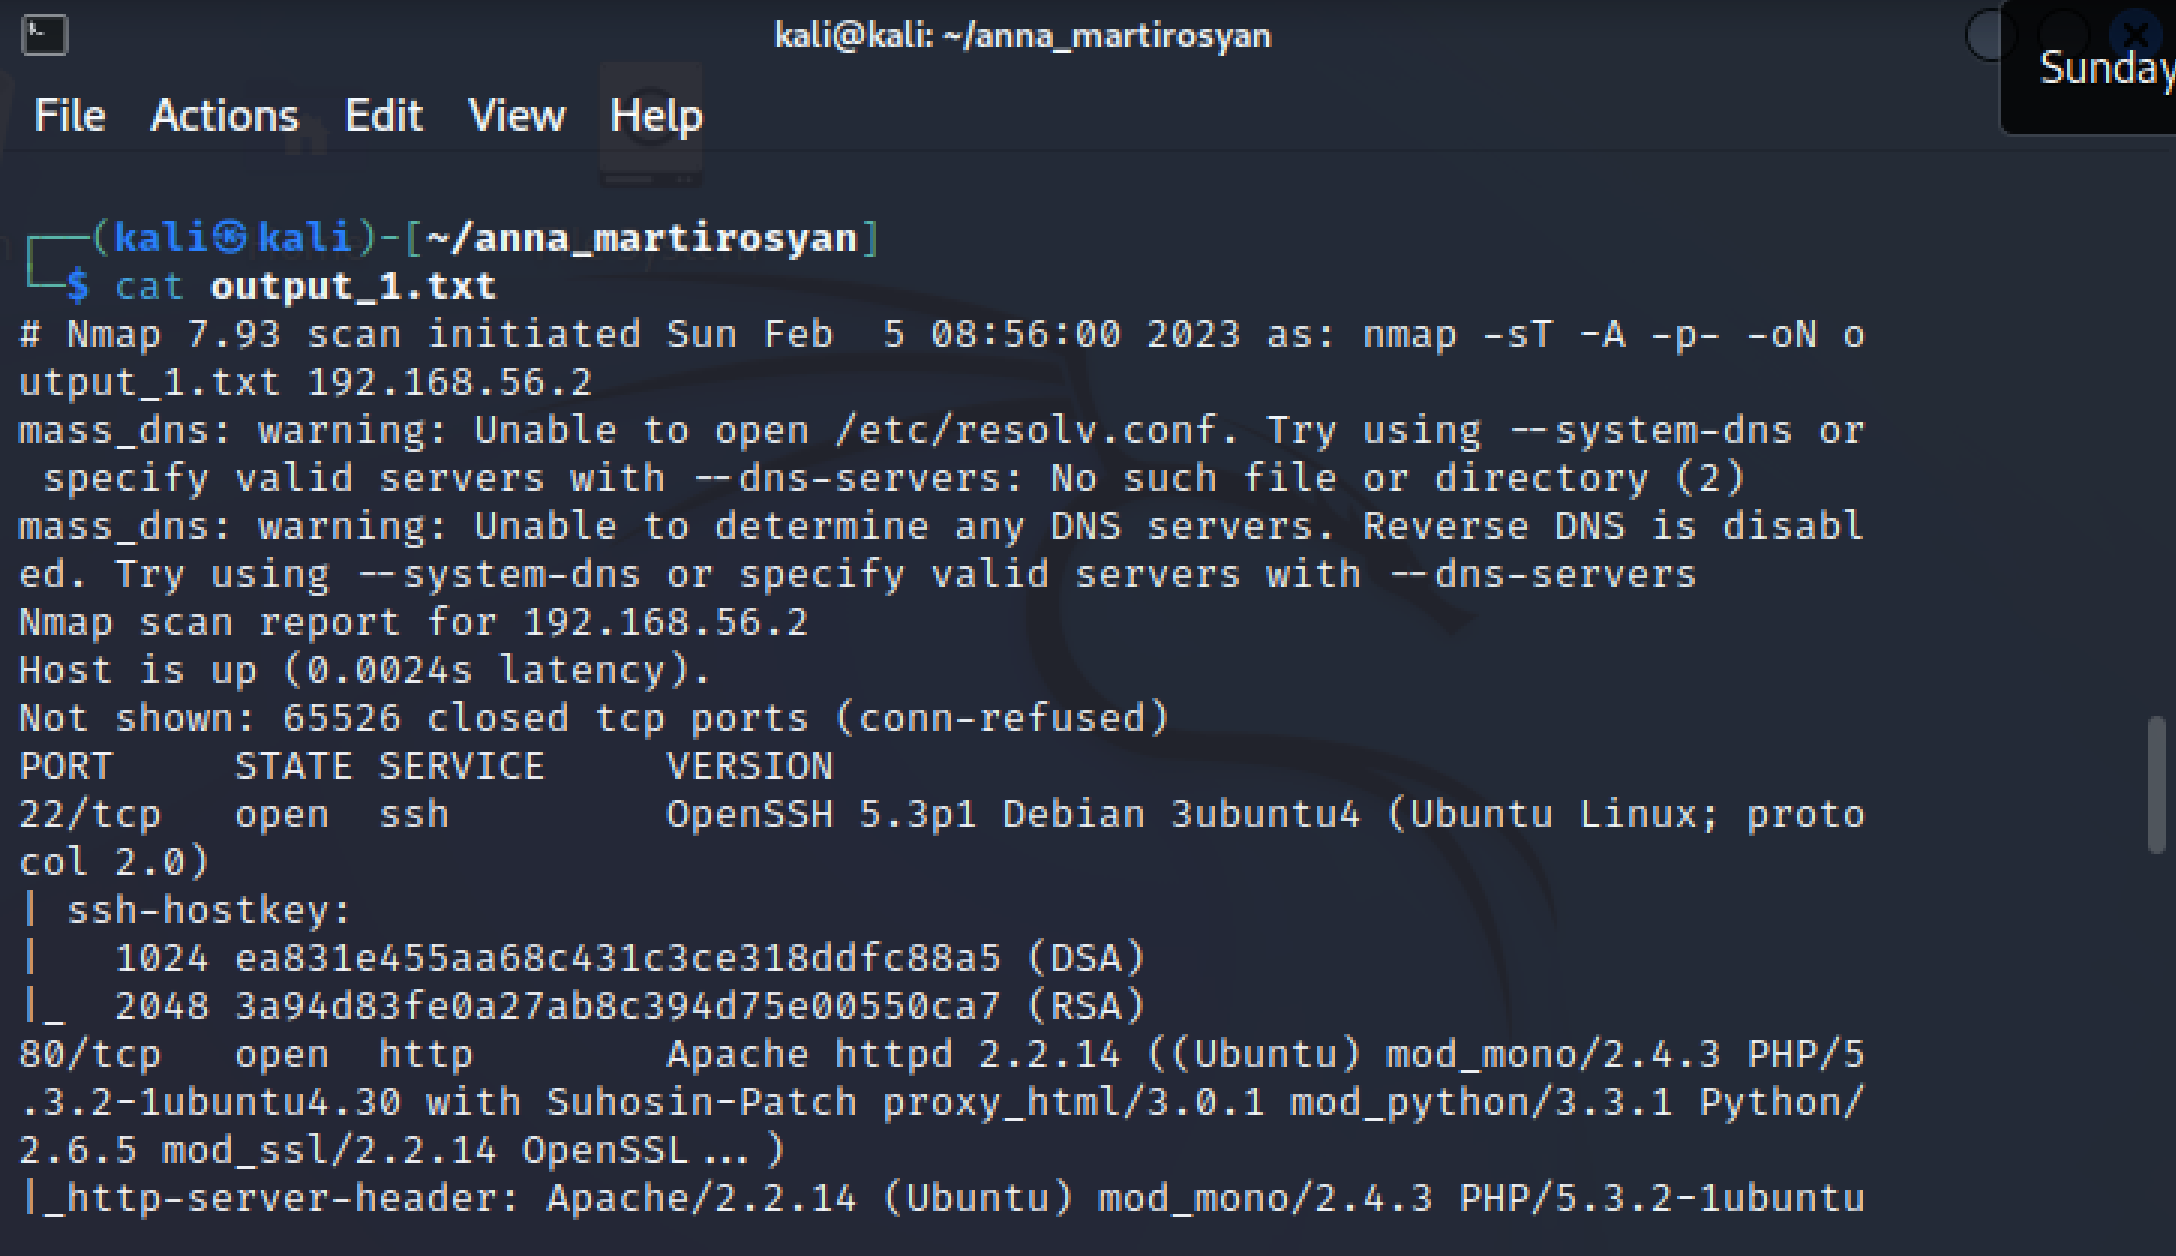 kali@kali: ~/anna_martirosyan
Sunday
File Actions Edit View Help
┌──(kali㉿kali)-[~/anna_martirosyan]
└─$ cat output_1.txt
# Nmap 7.93 scan initiated Sun Feb  5 08:56:00 2023 as: nmap -sT -A -p- -oN o
utput_1.txt 192.168.56.2
mass_dns: warning: Unable to open /etc/resolv.conf. Try using --system-dns or
 specify valid servers with --dns-servers: No such file or directory (2)
mass_dns: warning: Unable to determine any DNS servers. Reverse DNS is disabl
ed. Try using --system-dns or specify valid servers with --dns-servers
Nmap scan report for 192.168.56.2
Host is up (0.0024s latency).
Not shown: 65526 closed tcp ports (conn-refused)
PORT     STATE SERVICE     VERSION
22/tcp   open  ssh         OpenSSH 5.3p1 Debian 3ubuntu4 (Ubuntu Linux; proto
col 2.0)
| ssh-hostkey:
|   1024 ea831e455aa68c431c3ce318ddfc88a5 (DSA)
|_  2048 3a94d83fe0a27ab8c394d75e00550ca7 (RSA)
80/tcp   open  http        Apache httpd 2.2.14 ((Ubuntu) mod_mono/2.4.3 PHP/5
.3.2-1ubuntu4.30 with Suhosin-Patch proxy_html/3.0.1 mod_python/3.3.1 Python/
2.6.5 mod_ssl/2.2.14 OpenSSL...)
|_http-server-header: Apache/2.2.14 (Ubuntu) mod_mono/2.4.3 PHP/5.3.2-1ubuntu